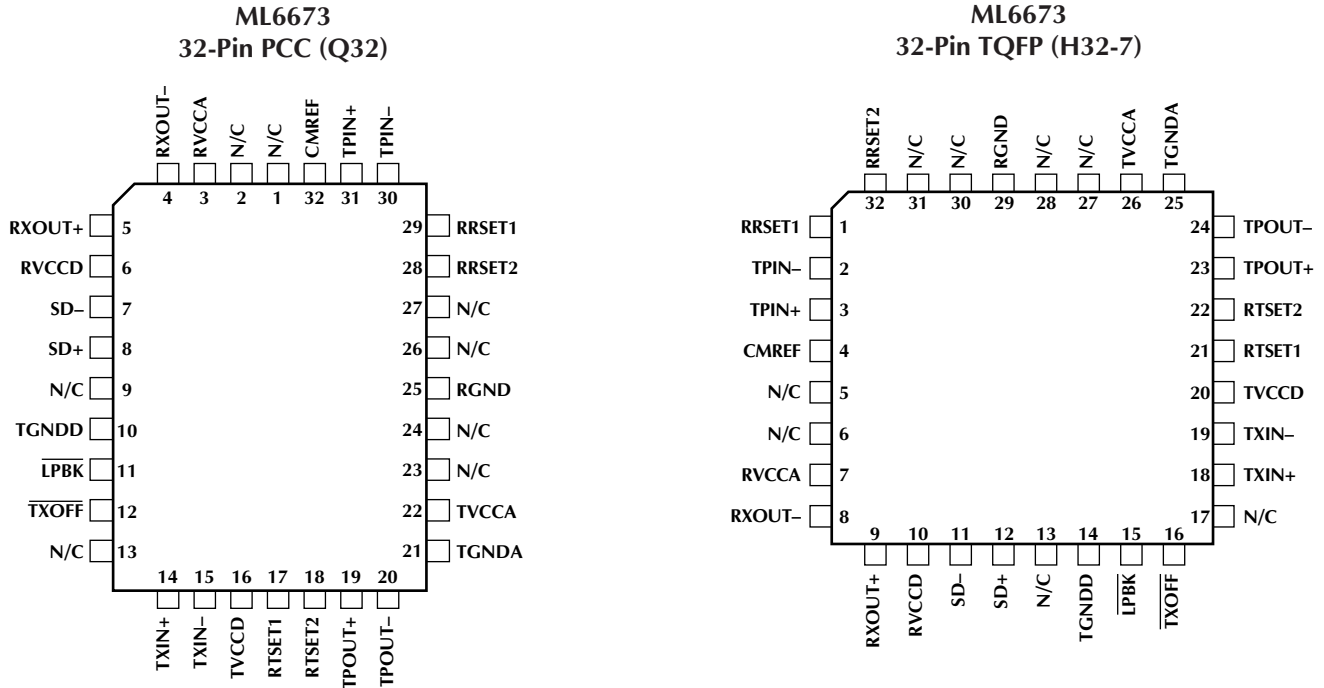 ML6673
32-Pin PCC (Q32)
RXOUT–
RVCCA
N/C
N/C
CMREF
TPIN+
TPIN–
4 3 2 1 32 31 30
RXOUT+ 5
RVCCD 6
SD– 7
SD+ 8
N/C 9
TGNDD 10
LPBK 11
TXOFF 12
N/C 13
29 RRSET1
28 RRSET2
27 N/C
26 N/C
25 RGND
24 N/C
23 N/C
22 TVCCA
21 TGNDA
14 15 16 17 18 19 20
TXIN+
TXIN–
TVCCD
RTSET1
RTSET2
TPOUT+
TPOUT–
ML6673
32-Pin TQFP (H32-7)
RRSET2
N/C
N/C
RGND
N/C
N/C
TVCCA
TGNDA
32 31 30 29 28 27 26 25
RRSET1 1
TPIN– 2
TPIN+ 3
CMREF 4
N/C 5
N/C 6
RVCCA 7
RXOUT– 8
24 TPOUT–
23 TPOUT+
22 RTSET2
21 RTSET1
20 TVCCD
19 TXIN–
18 TXIN+
17 N/C
9 10 11 12 13 14 15 16
RXOUT+
RVCCD
SD–
SD+
N/C
TGNDD
LPBK
TXOFF